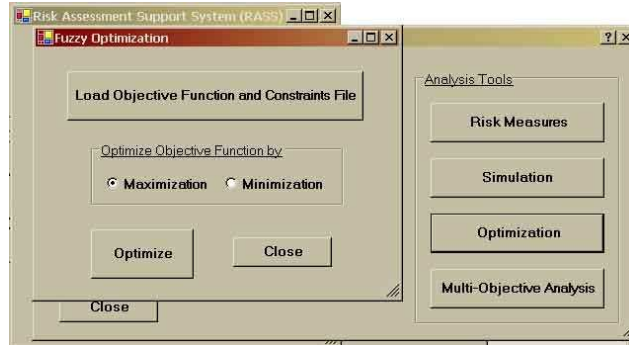 Risk Assessment Support System (RASS)
Fuzzy Optimization
Load Objective Function and Constraints File
Optimize Objective Function by
Maximization Minimization
Optimize Close
Close
Analysis Tools
Risk Measures
Simulation
Optimization
Multi-Objective Analysis